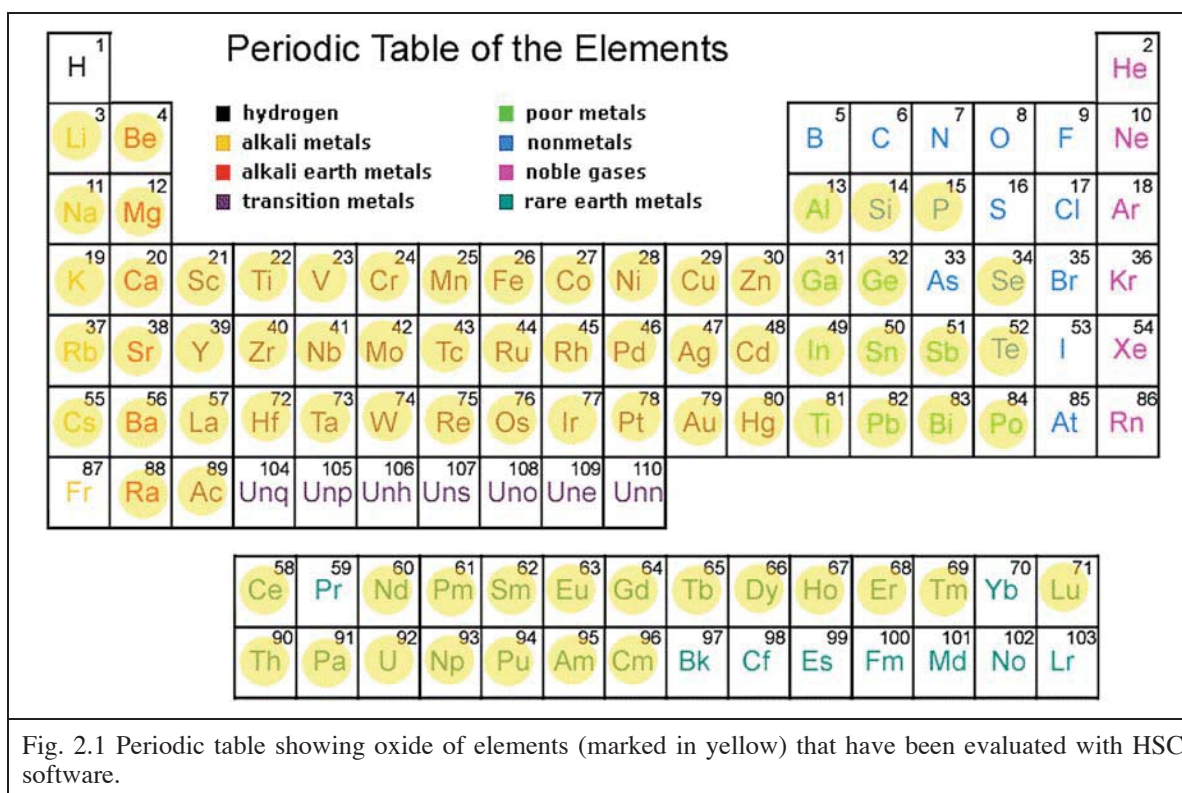 Periodic Table of the Elements
hydrogen
alkali metals
alkali earth metals
transition metals
poor metals
nonmetals
noble gases
rare earth metals
1 H 2 He
3 Li 4 Be 5 B 6 C 7 N 8 O 9 F 10 Ne
11 Na 12 Mg 13 Al 14 Si 15 P 16 S 17 Cl 18 Ar
19 K 20 Ca 21 Sc 22 Ti 23 V 24 Cr 25 Mn 26 Fe 27 Co 28 Ni 29 Cu 30 Zn 31 Ga 32 Ge 33 As 34 Se 35 Br 36 Kr
37 Rb 38 Sr 39 Y 40 Zr 41 Nb 42 Mo 43 Tc 44 Ru 45 Rh 46 Pd 47 Ag 48 Cd 49 In 50 Sn 51 Sb 52 Te 53 I 54 Xe
55 Cs 56 Ba 57 La 72 Hf 73 Ta 74 W 75 Re 76 Os 77 Ir 78 Pt 79 Au 80 Hg 81 Ti 82 Pb 83 Bi 84 Po 85 At 86 Rn
87 Fr 88 Ra 89 Ac 104 Unq 105 Unp 106 Unh 107 Uns 108 Uno 109 Une 110 Unn
58 Ce 59 Pr 60 Nd 61 Pm 62 Sm 63 Eu 64 Gd 65 Tb 66 Dy 67 Ho 68 Er 69 Tm 70 Yb 71 Lu
90 Th 91 Pa 92 U 93 Np 94 Pu 95 Am 96 Cm 97 Bk 98 Cf 99 Es 100 Fm 101 Md 102 No 103 Lr
Fig. 2.1 Periodic table showing oxide of elements (marked in yellow) that have been evaluated with HSC
software.